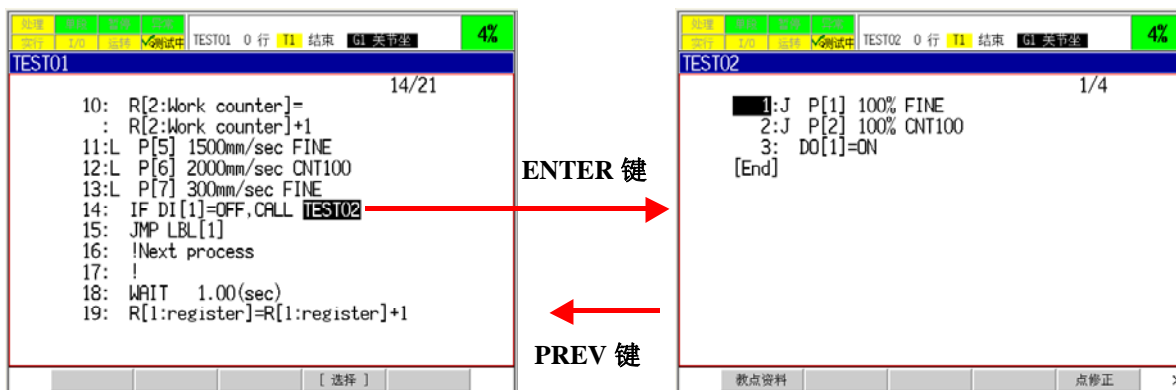 处理
实行 I/O 运转 测试中 TEST01 0 行 T1 结束 G1 关节坐 4%
TEST01
14/21
10: R[2:Work counter]=
: R[2:Work counter]+1
11:L P[5] 1500mm/sec FINE
12:L P[6] 2000mm/sec CNT100
13:L P[7] 300mm/sec FINE
14: IF DI[1]=OFF,CALL TEST02
15: JMP LBL[1]
16: !Next process
17: !
18: WAIT 1.00(sec)
19: R[1:register]=R[1:register]+1
[ 选择 ]
ENTER 键
PREV 键
处理
实行 I/O 运转 测试中 TEST02 0 行 T1 结束 G1 关节坐 4%
TEST02
1/4
1:J P[1] 100% FINE
2:J P[2] 100% CNT100
3: DO[1]=ON
[End]
教点资料 点修正 >